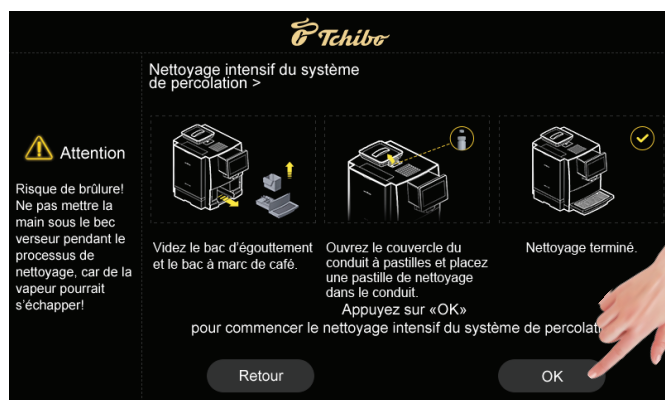 Tchibo
Nettoyage intensif du système
de percolation >
Attention
Risque de brûlure!
Ne pas mettre la
main sous le bec
verseur pendant le
processus de
nettoyage, car de la
vapeur pourrait
s'échapper!
Videz le bac d'égouttement
et le bac à marc de café.
Ouvrez le couvercle du
conduit à pastilles et placez
une pastille de nettoyage
dans le conduit.
Nettoyage terminé.
Appuyez sur «OK»
pour commencer le nettoyage intensif du système de
Retour
OK